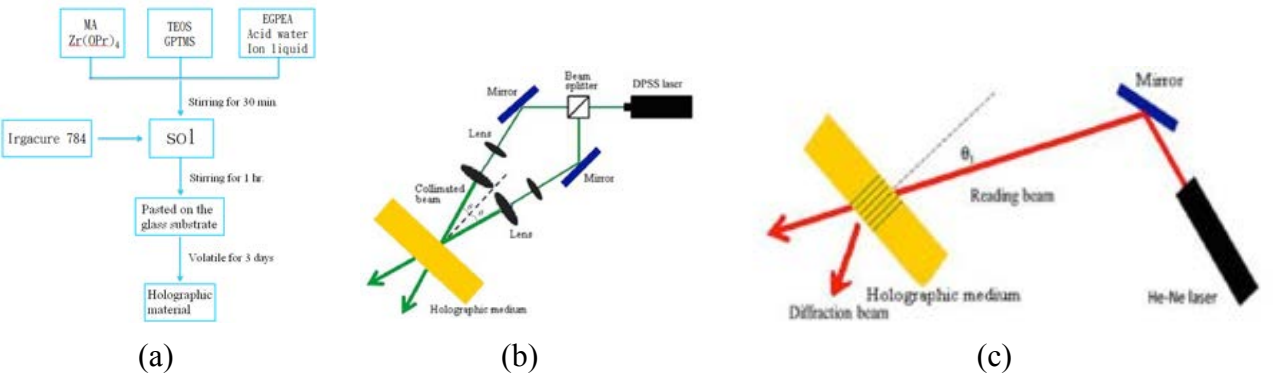 MA
Zr(OPr)4
TEOS
GPTMS
EGPEA
Acid water
Ion liquid
Stirring for 30 min.
Irgacure 784
sol
Stirring for 1 hr.
Pasted on the
glass substrate
Volatile for 3 days
Holographic
material
(a)
Beam
splitter
DPSS laser
Mirror
Lens
Mirror
Collimated
beam
Lens
Holographic medium
(b)
Mirror
θ1
Reading beam
Holographic medium
Diffraction beam
He-Ne laser
(c)